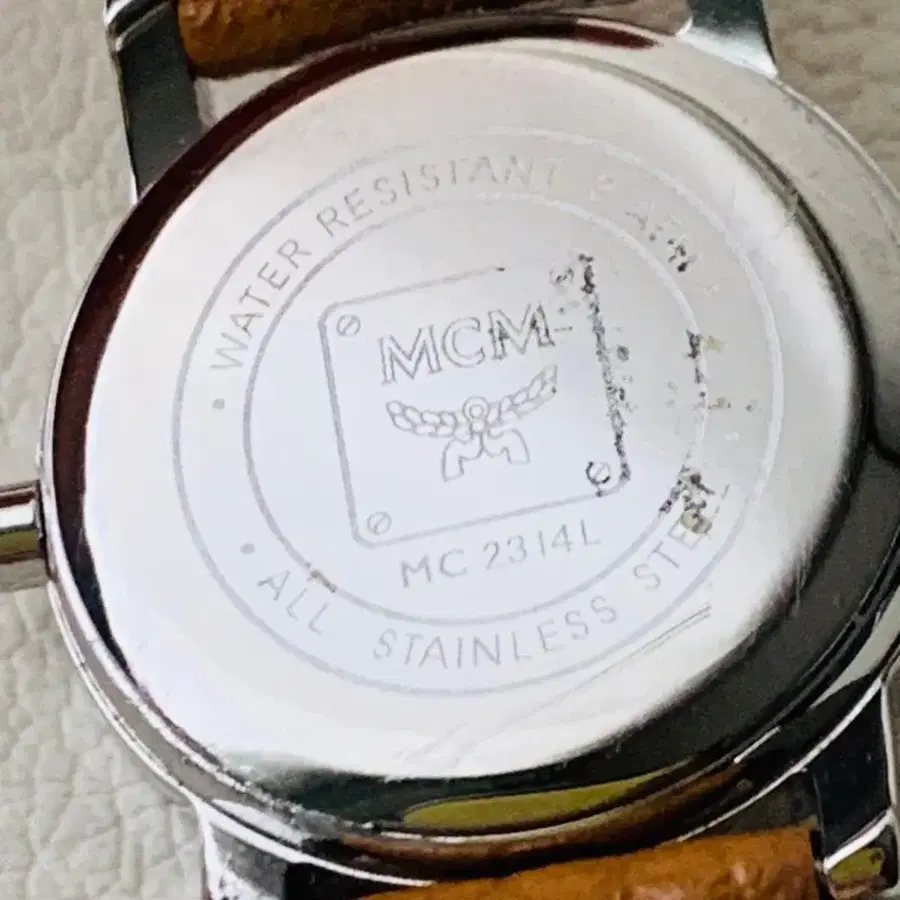 WATER RESISTANT
MCM
MC 2314L
ALL STAINLESS STEEL